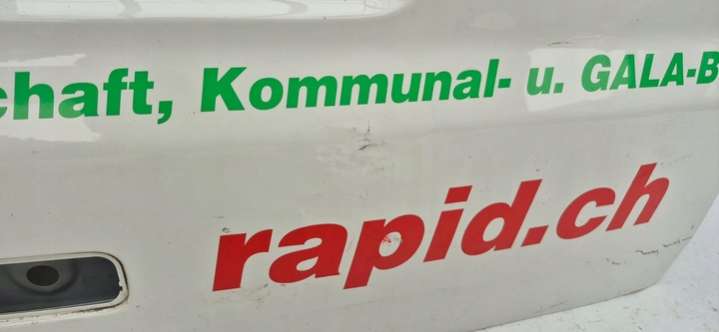 chaft, Kommunal- u. GALA-B
rapid.ch